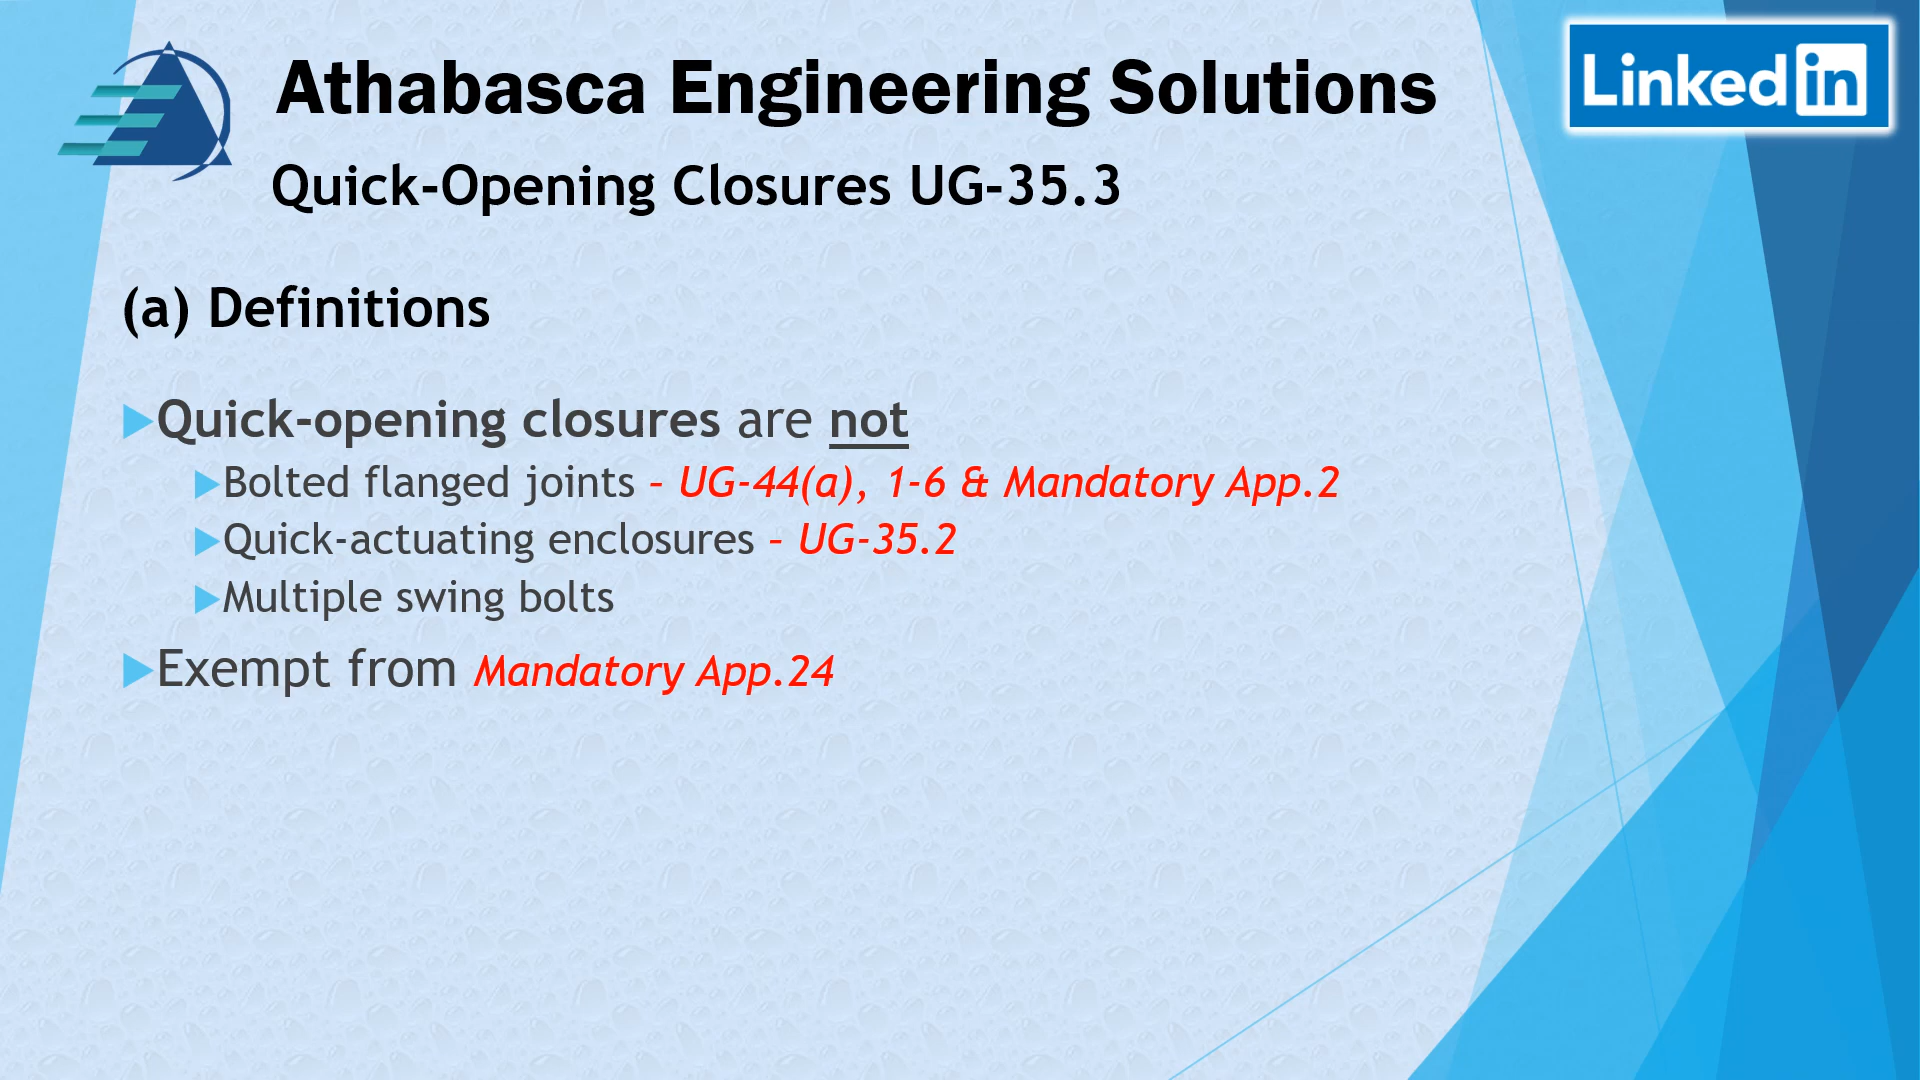 Athabasca Engineering Solutions
LinkedIn
Quick-Opening Closures UG-35.3
(a) Definitions
Quick-opening closures are not
Bolted flanged joints – UG-44(a), 1-6 & Mandatory App.2
Quick-actuating enclosures – UG-35.2
Multiple swing bolts
Exempt from Mandatory App.24